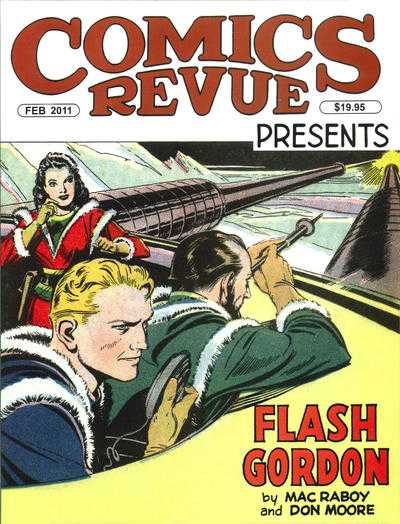 COMICS
REVUE
FEB 2011
$19.95
PRESENTS
FLASH
GORDON
by MAC RABOY
and DON MOORE